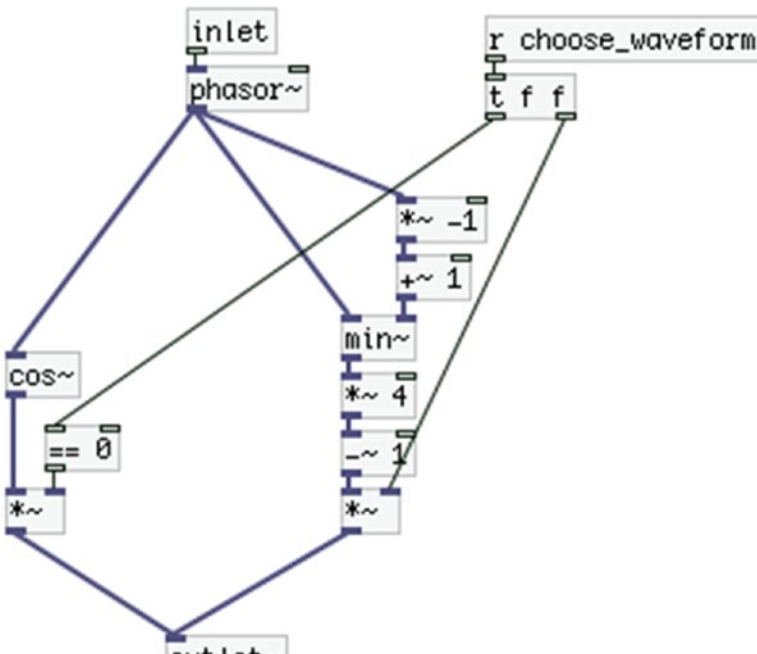 inlet
r choose_waveform
phasor~
t f f
*~ -1
+~ 1
min~
cos~
*~ 4
== 0
-~ 1
*~
*~